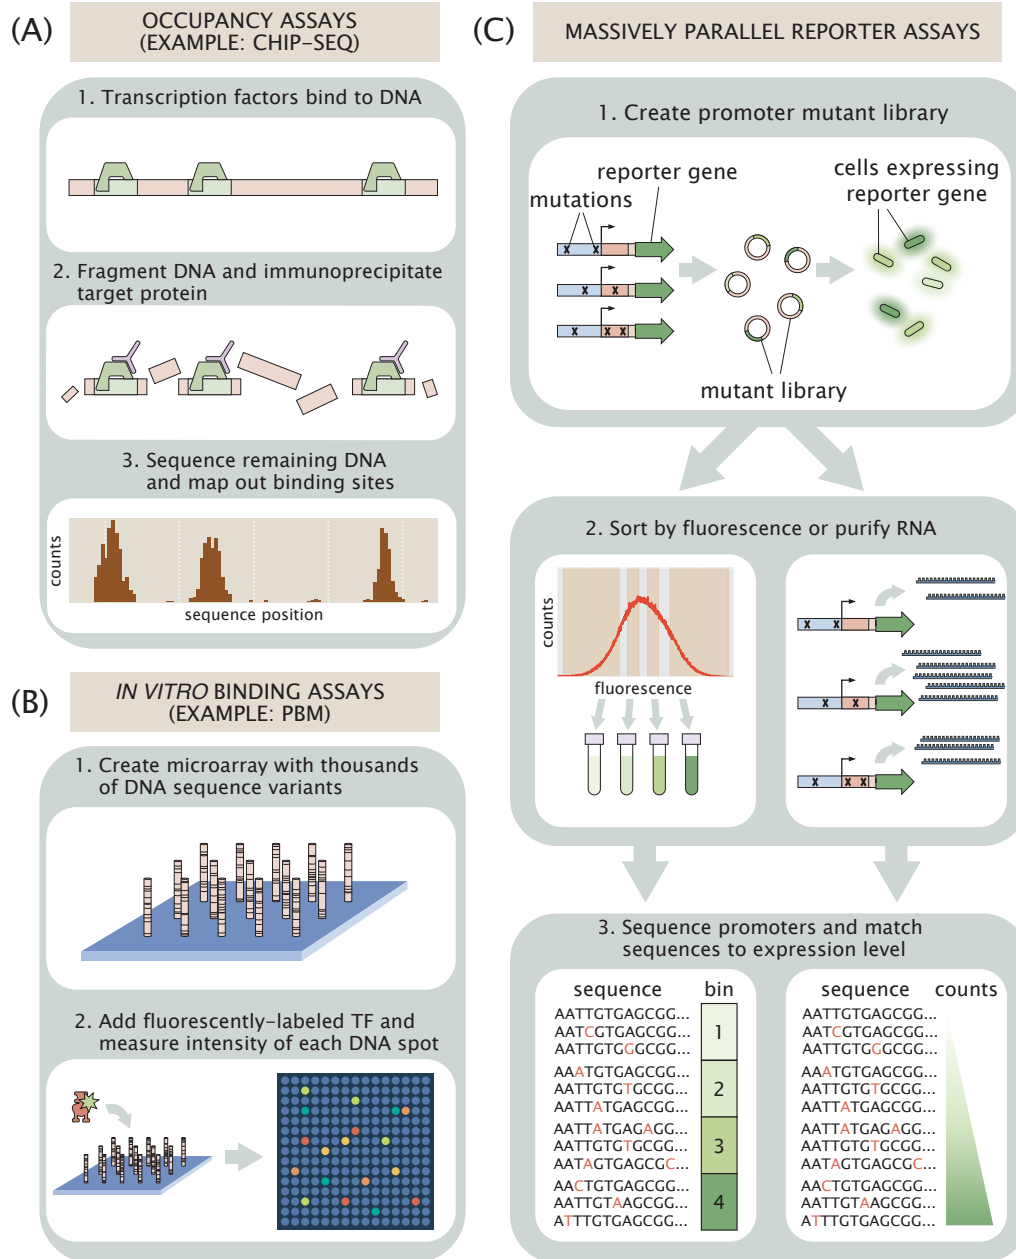 (A)
OCCUPANCY ASSAYS
(EXAMPLE: CHIP–SEQ)
1. Transcription factors bind to DNA
2. Fragment DNA and immunoprecipitate
target protein
3. Sequence remaining DNA
and map out binding sites
counts
sequence position
(B)
IN VITRO BINDING ASSAYS
(EXAMPLE: PBM)
1. Create microarray with thousands
of DNA sequence variants
2. Add fluorescently–labeled TF and
measure intensity of each DNA spot
(C)
MASSIVELY PARALLEL REPORTER ASSAYS
1. Create promoter mutant library
reporter gene
mutations
cells expressing
reporter gene
x x
x x
x x x
mutant library
2. Sort by fluorescence or purify RNA
counts
fluorescence
x x
x x
x x x
3. Sequence promoters and match
sequences to expression level
sequence bin
AATTGTGAGCGG...
AATCGTGAGCGG...
AATTGTGGGCGG...
1
AAATGTGAGCGG...
AATTGTGTGCGG...
AATTATGAGCGG...
2
AATTATGAGAGG...
AATTGTGTGCGG...
AATAGTGAGCGC...
3
AACTGTGAGCGG...
AATTGTAAGCGG...
ATTTGTGAGCGG...
4
sequence counts
AATTGTGAGCGG...
AATCGTGAGCGG...
AATTGTGGGCGG...
AAATGTGAGCGG...
AATTGTGTGCGG...
AATTATGAGCGG...
AATTATGAGAGG...
AATTGTGTGCGG...
AATAGTGAGCGC...
AACTGTGAGCGG...
AATTGTAAGCGG...
ATTTGTGAGCGG...